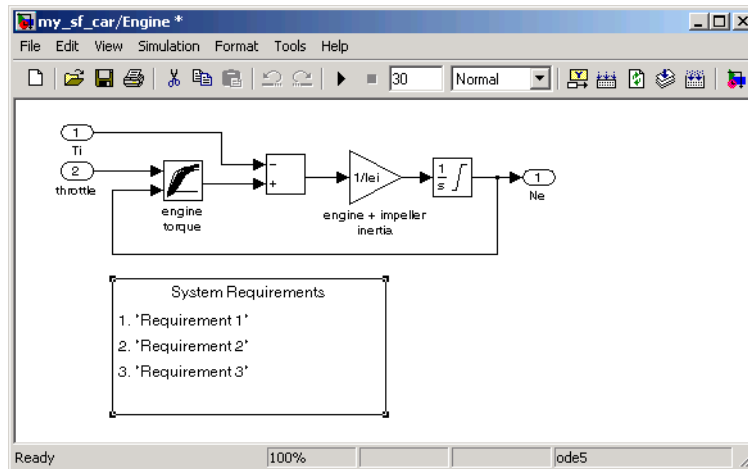 my_sf_car/Engine *
File Edit View Simulation Format Tools Help
30 Normal
1
Ti
2
throttle
engine
torque
−
+
1/Iei
engine + impeller
inertia
1
s
1
Ne
System Requirements
1. "Requirement 1"
2. "Requirement 2"
3. "Requirement 3"
Ready 100% ode5